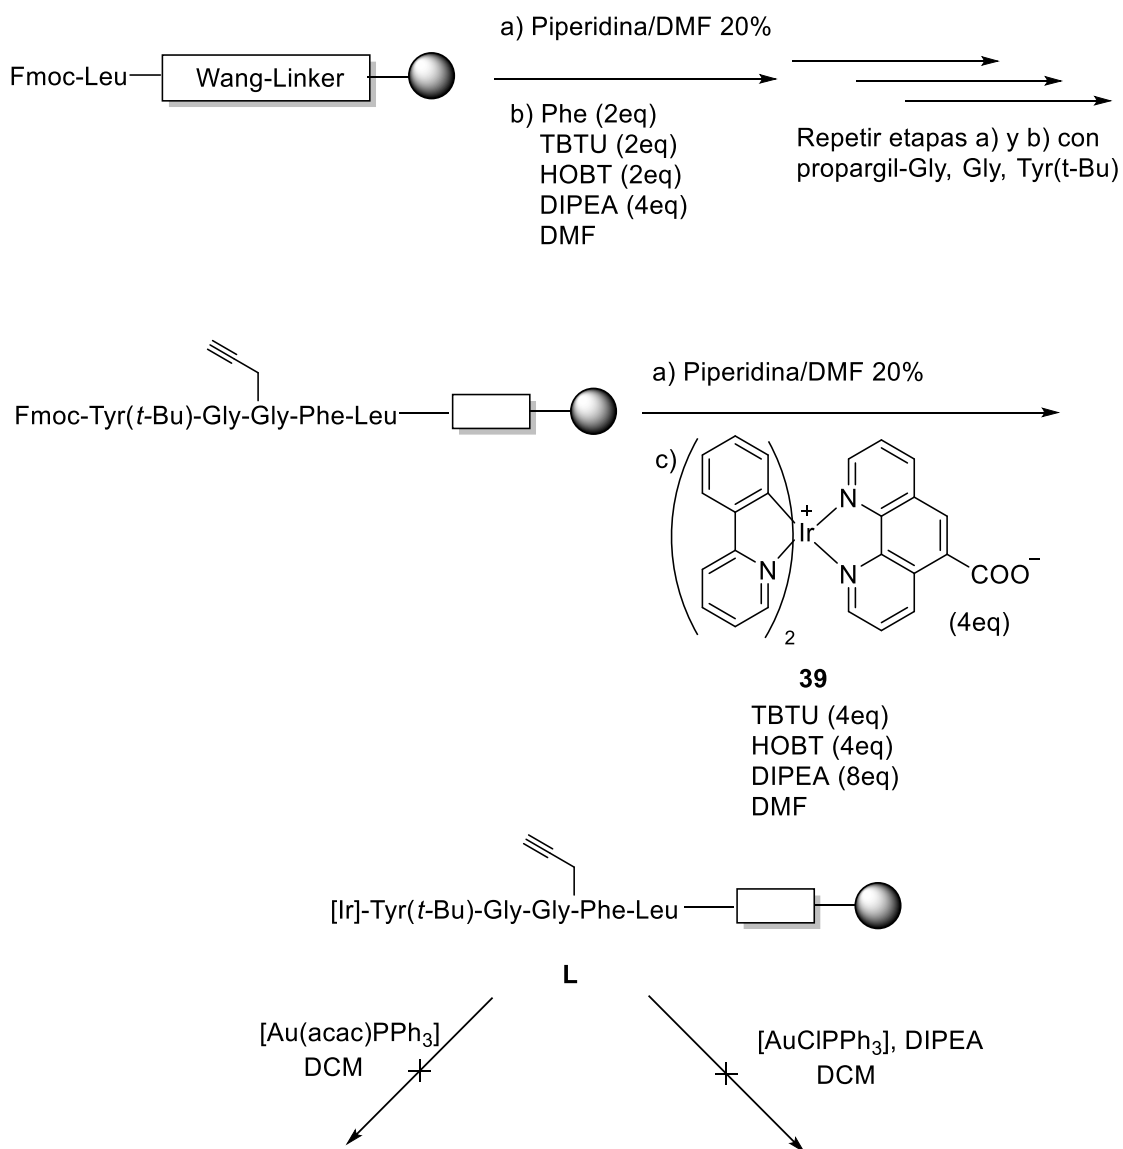 a) Piperidina/DMF 20%
Fmoc-Leu
Wang-Linker
b) Phe (2eq)
TBTU (2eq)
HOBT (2eq)
DIPEA (4eq)
DMF
Repetir etapas a) y b) con
propargil-Gly, Gly, Tyr(t-Bu)
Fmoc-Tyr(t-Bu)-Gly-Gly-Phe-Leu
a) Piperidina/DMF 20%
c)
N
2
+
Ir
N
N
COO−
(4eq)
39
TBTU (4eq)
HOBT (4eq)
DIPEA (8eq)
DMF
[Ir]-Tyr(t-Bu)-Gly-Gly-Phe-Leu
L
[Au(acac)PPh3]
DCM
[AuClPPh3], DIPEA
DCM